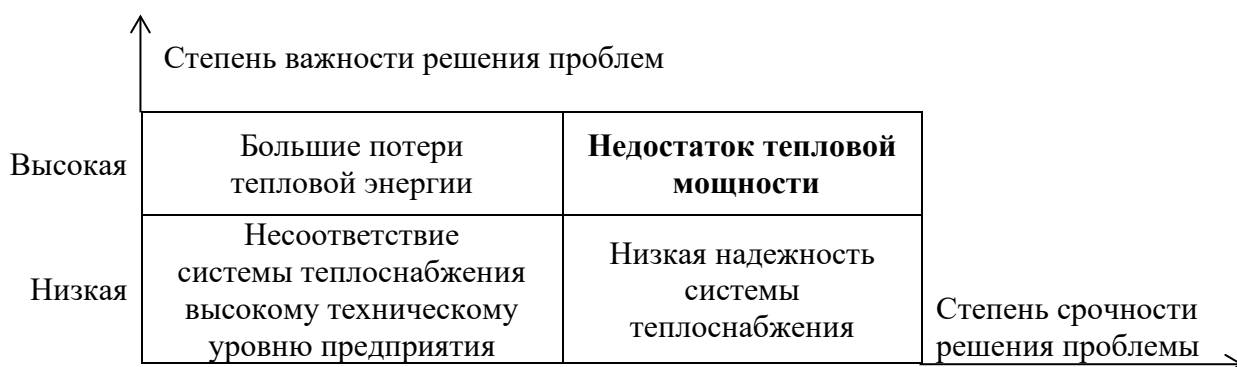 Степень важности решения проблем
Высокая
Большие потери
тепловой энергии
Недостаток тепловой
мощности
Низкая
Несоответствие
системы теплоснабжения
высокому техническому
уровню предприятия
Низкая надежность
системы
теплоснабжения
Степень срочности
решения проблемы